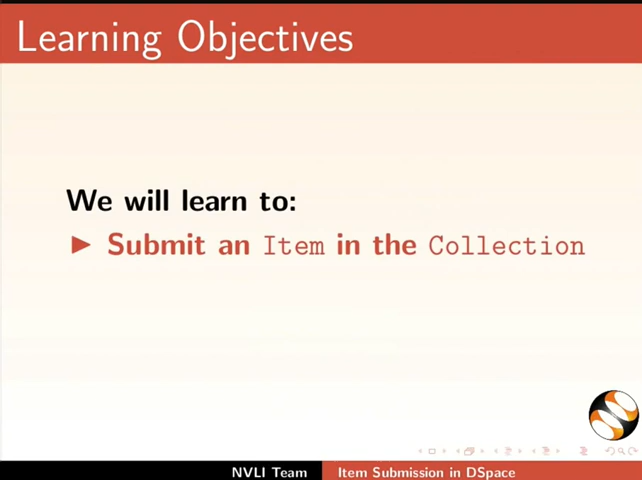 Learning Objectives
We will learn to:
▶ Submit an Item in the Collection
NVLI Team
Item Submission in DSpace